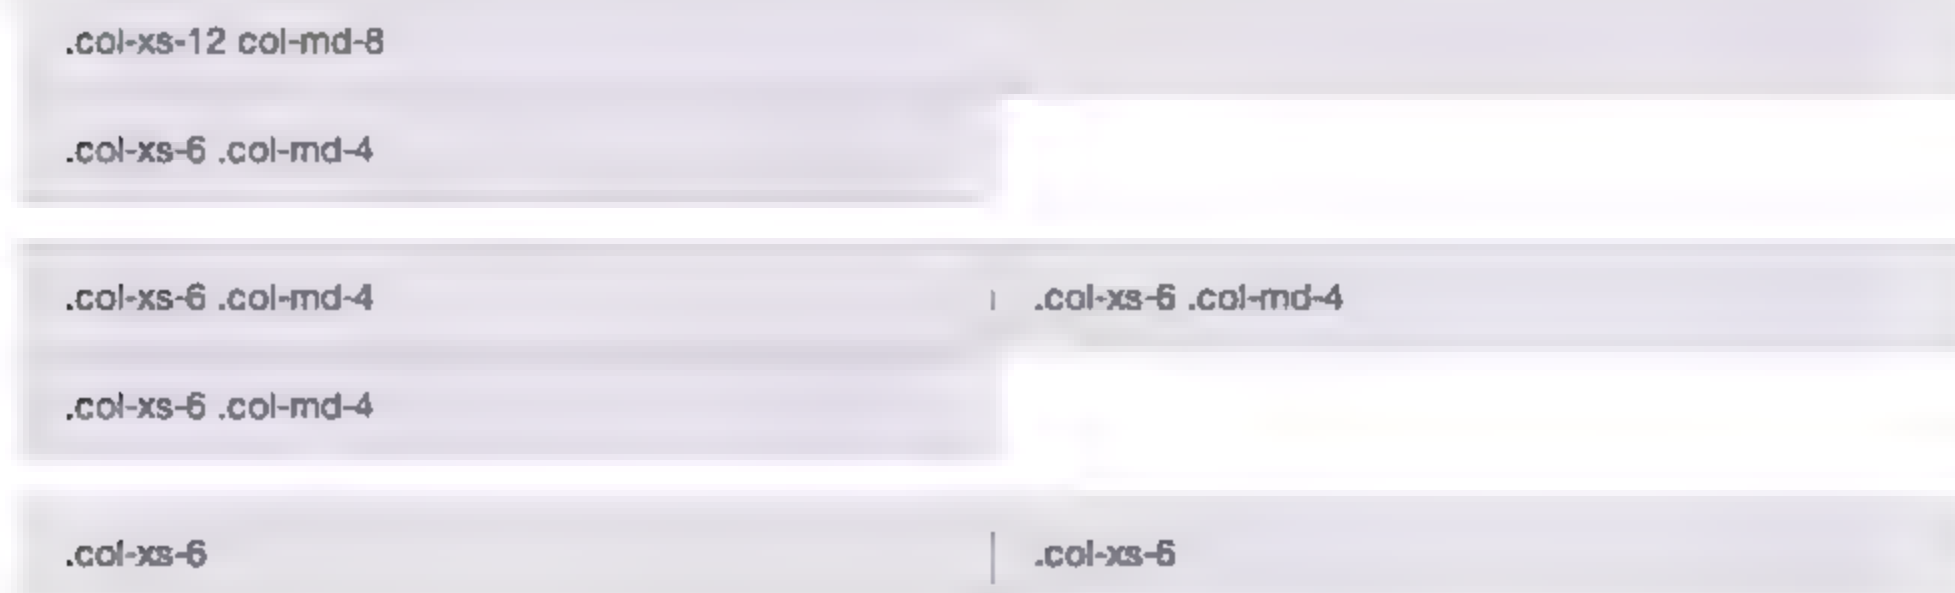 .col-xs-12 col-md-8
.col-xs-6 .col-md-4
.col-xs-6 .col-md-4 .col-xs-6 .col-md-4
.col-xs-6 .col-md-4
.col-xs-6 .col-xs-6